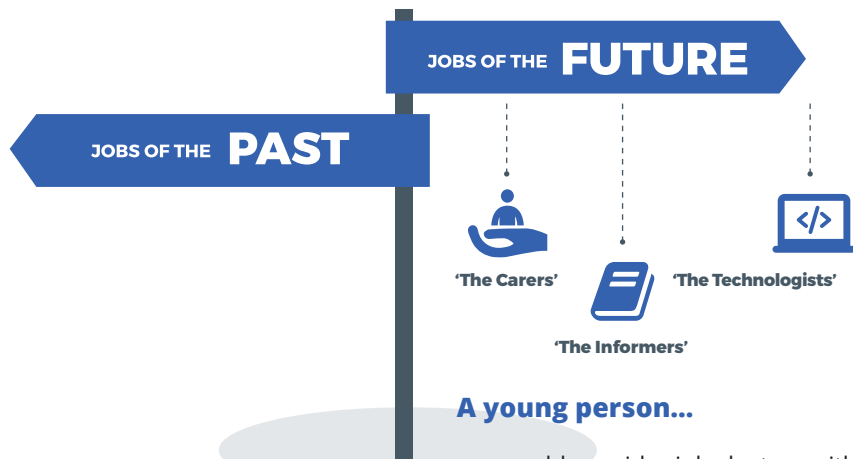 JOBS OF THE FUTURE
JOBS OF THE PAST
</>
‘The Carers’
‘The Technologists’
‘The Informers’
A young person...